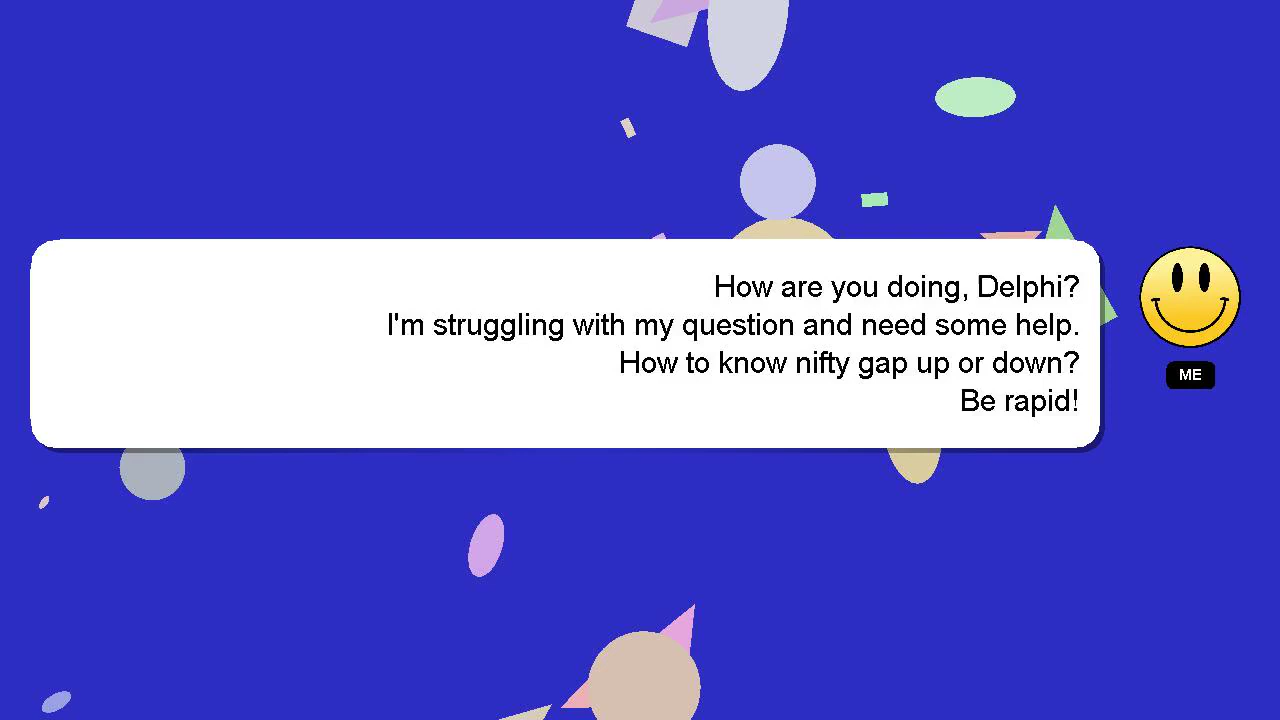 How are you doing, Delphi?
I'm struggling with my question and need some help.
How to know nifty gap up or down?
Be rapid!
ME